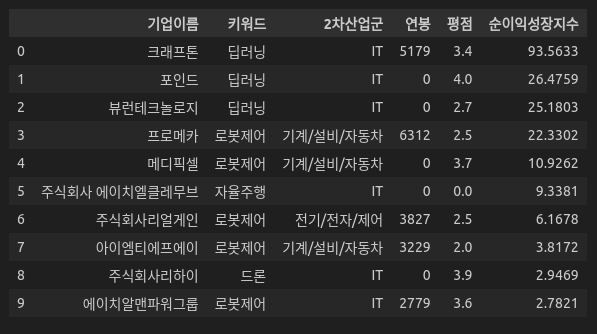 기업이름 키워드 2차산업군 연봉 평점 순이익성장지수
0 크래프톤 딥러닝 IT 5179 3.4 93.5633
1 포인드 딥러닝 IT 0 4.0 26.4759
2 뷰런테크놀로지 딥러닝 IT 0 2.7 25.1803
3 프로메카 로봇제어 기계/설비/자동차 6312 2.5 22.3302
4 메디픽셀 로봇제어 기계/설비/자동차 0 3.7 10.9262
5 주식회사 에이치엘클레무브 자율주행 IT 0 0.0 9.3381
6 주식회사리얼게인 로봇제어 전기/전자/제어 3827 2.5 6.1678
7 아이엠티에프에이 로봇제어 기계/설비/자동차 3229 2.0 3.8172
8 주식회사리하이 드론 IT 0 3.9 2.9469
9 에이치알맨파워그룹 로봇제어 IT 2779 3.6 2.7821